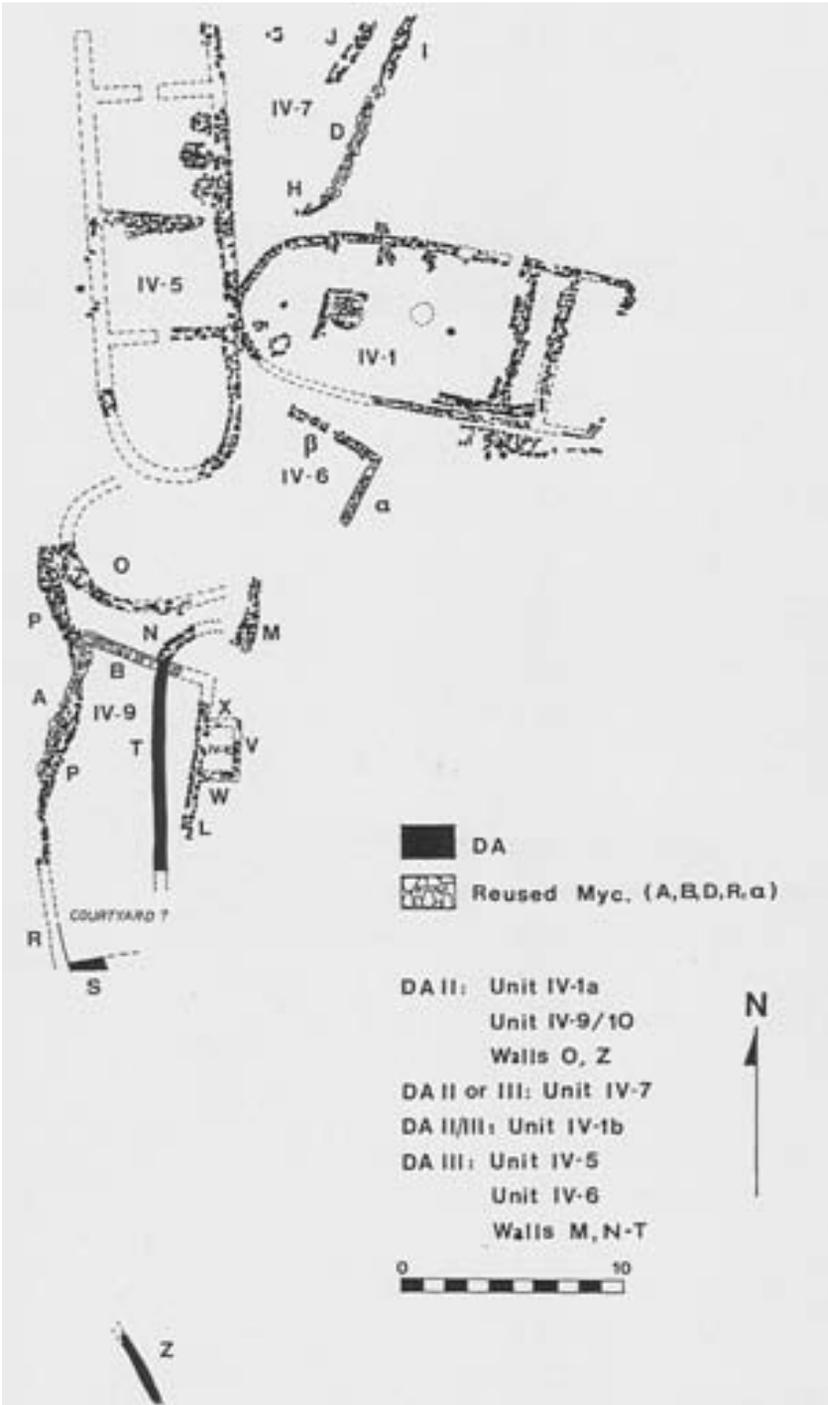 J
I
IV-7
D
H
IV-5
IV-1
β
IV-6
α
O
P
N
M
B
A
IV-9
X
T
V
P
W
L
DA
Reused Myc. (A,B,D,R,α)
COURTYARD ?
R
S
DA II: Unit IV-1a
Unit IV-9/10
N
Walls O, Z
DA II or III: Unit IV-7
DA II/III: Unit IV-1b
DA III: Unit IV-5
Unit IV-6
Walls M, N-T
0 10
Z